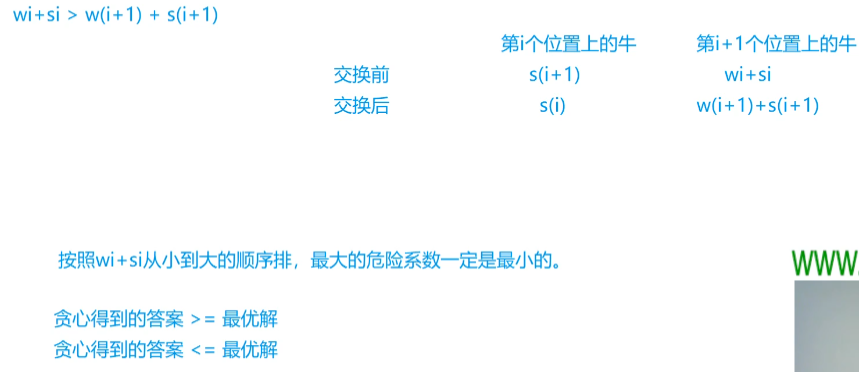 wi+si > w(i+1) + s(i+1)
第i个位置上的牛 第i+1个位置上的牛
交换前 s(i+1) wi+si
交换后 s(i) w(i+1)+s(i+1)
按照wi+si从小到大的顺序排，最大的危险系数一定是最小的。
WWW.
贪心得到的答案 >= 最优解
贪心得到的答案 <= 最优解